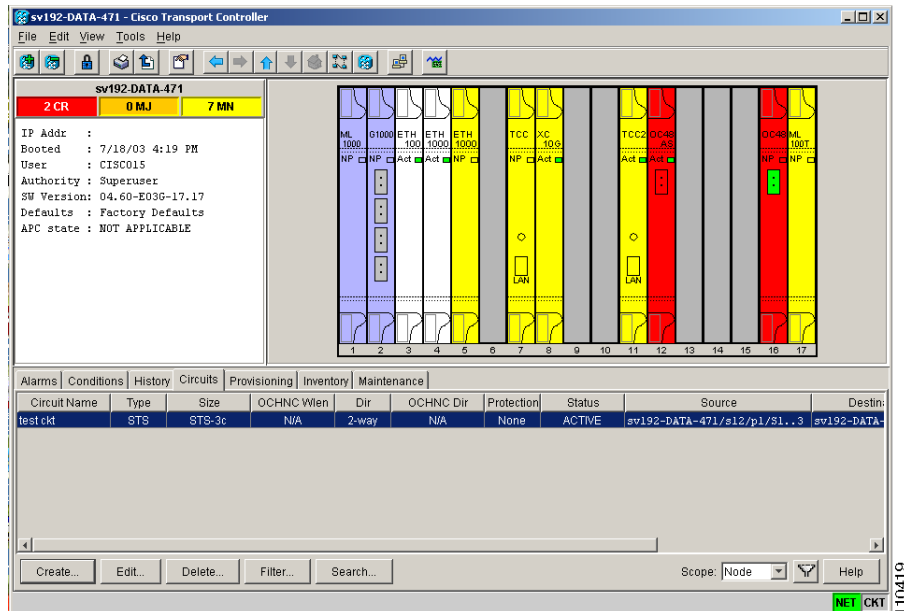 sv192-DATA-471 - Cisco Transport Controller
File Edit View Tools Help
sv192-DATA-471
2 CR 0 MJ 7 MN
IP Addr :
Booted : 7/18/03 4:19 PM
User : CISCO15
Authority : Superuser
SW Version: 04.60-E03G-17.17
Defaults : Factory Defaults
APC state : NOT APPLICABLE
ML 1000 G1000 ETH 100 ETH 1000 ETH 1000 TCC XC 10G TCC2 OC48 AS OC48 ML 100T
NP NP Act Act NP NP Act Act Act NP NP
LAN LAN
1 2 3 4 5 6 7 8 9 10 11 12 13 14 15 16 17
Alarms Conditions History Circuits Provisioning Inventory Maintenance
Circuit Name Type Size OCHNC Wlen Dir OCHNC Dir Protection Status Source Destin
test ckt STS STS-3c N/A 2-way N/A None ACTIVE sv192-DATA-471/s12/p1/S1..3 sv192-DATA-
Create... Edit... Delete... Filter... Search... Scope: Node Help
NET CKT
110419